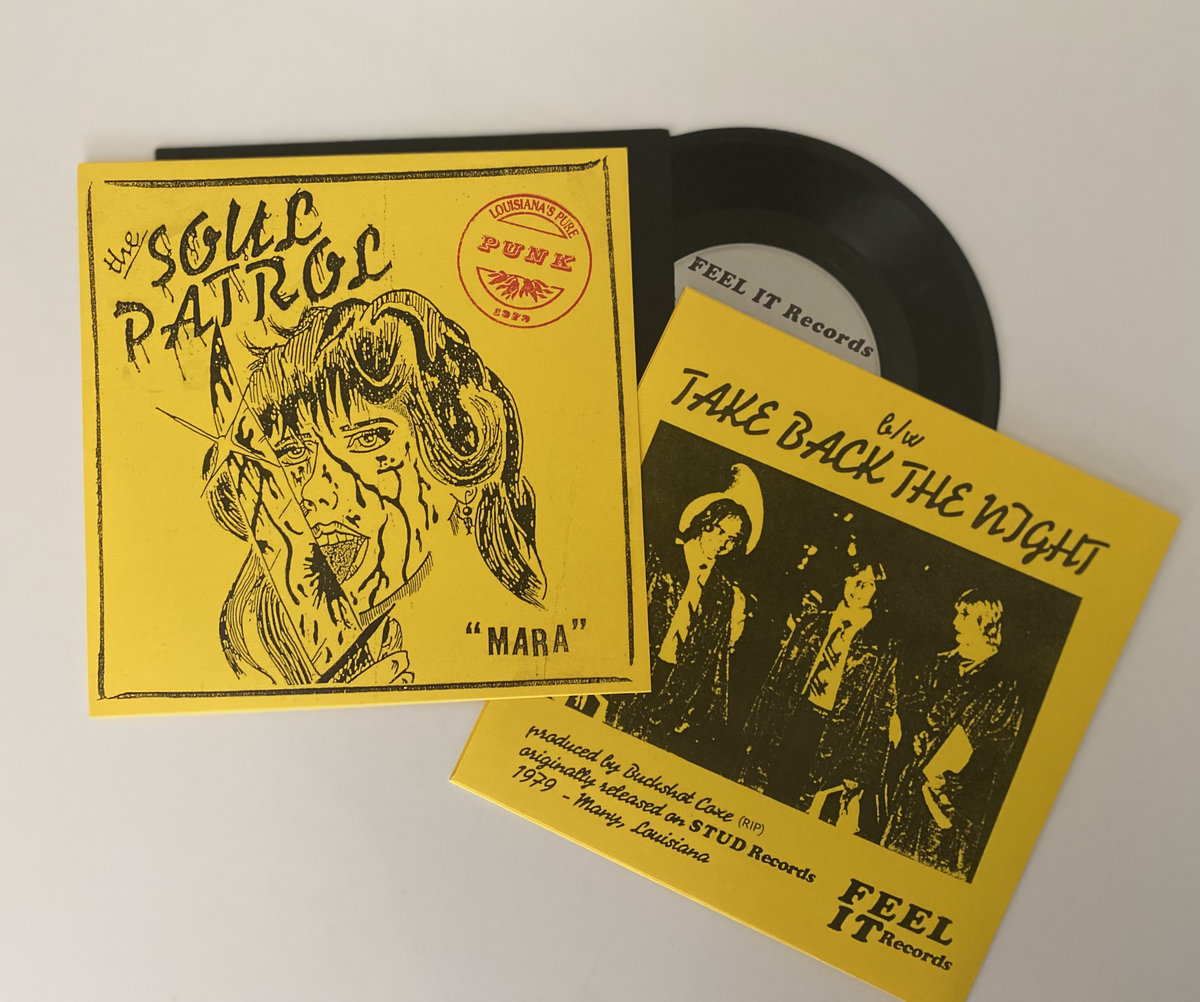 the SOUL
PATROL
LOUISIANA'S PURE
PUNK
1979
"MARA"
FEEL IT Records
b/w
TAKE BACK THE NIGHT
produced by Buckshot Coxe (RIP)
originally released on STUD Records
1979 - Many, Louisiana
FEEL
IT Records